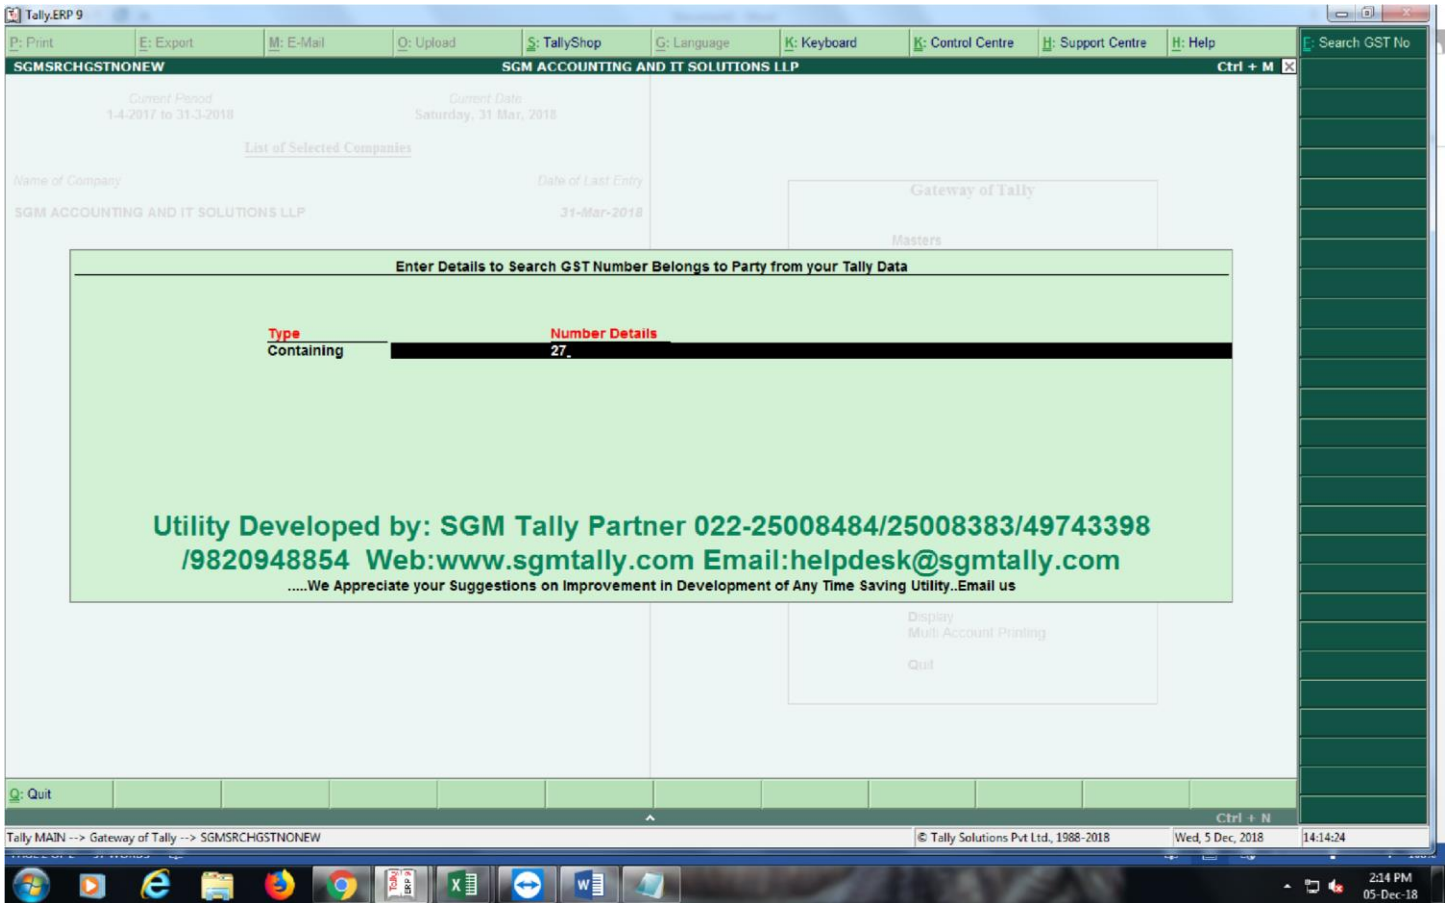 Tally.ERP 9
P: Print E: Export M: E-Mail O: Upload S: TallyShop G: Language K: Keyboard K: Control Centre H: Support Centre H: Help F: Search GST No
SGMSRCHGSTNONEW SGM ACCOUNTING AND IT SOLUTIONS LLP Ctrl + M
Current Period Current Date
1-4-2017 to 31-3-2018 Saturday, 31 Mar, 2018
List of Selected Companies
Name of Company Date of Last Entry
Gateway of Tally
SGM ACCOUNTING AND IT SOLUTIONS LLP 31-Mar-2018
Masters
Enter Details to Search GST Number Belongs to Party from your Tally Data
Type Number Details
Containing 27_
Utility Developed by: SGM Tally Partner 022-25008484/25008383/49743398
/9820948854 Web:www.sgmtally.com Email:helpdesk@sgmtally.com
.....We Appreciate your Suggestions on Improvement in Development of Any Time Saving Utility..Email us
Display
Multi Account Printing
Quit
Q: Quit
Ctrl + N
Tally MAIN --> Gateway of Tally --> SGMSRCHGSTNONEW © Tally Solutions Pvt Ltd., 1988-2018 Wed, 5 Dec, 2018 14:14:24
2:14 PM
05-Dec-18